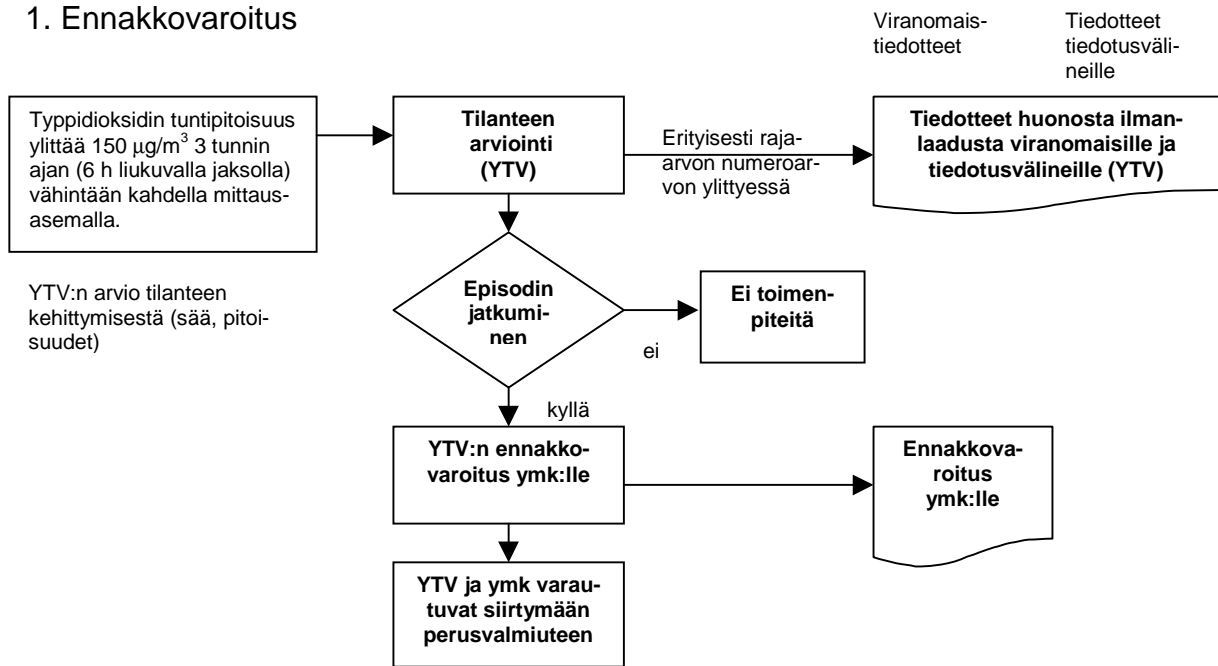 1. Ennakkovaroitus
Viranomais-
tiedotteet
Tiedotteet
tiedotusväli-
neille
Typpidioksidin tuntipitoisuus
ylittää 150 µg/m³ 3 tunnin
ajan (6 h liukuvalla jaksolla)
vähintään kahdella mittaus-
asemalla.
Tilanteen
arviointi
(YTV)
Erityisesti raja-
arvon numeroar-
von ylittyessä
Tiedotteet huonosta ilman-
laadusta viranomaisille ja
tiedotusvälineille (YTV)
YTV:n arvio tilanteen
kehittymisestä (sää, pitoi-
suudet)
Episodin
jatkumi-
nen
ei
Ei toimen-
piteitä
kyllä
YTV:n ennakko-
varoitus ymk:lle
Ennakkova-
roitus
ymk:lle
YTV ja ymk varau-
tuvat siirtymään
perusvalmiuteen